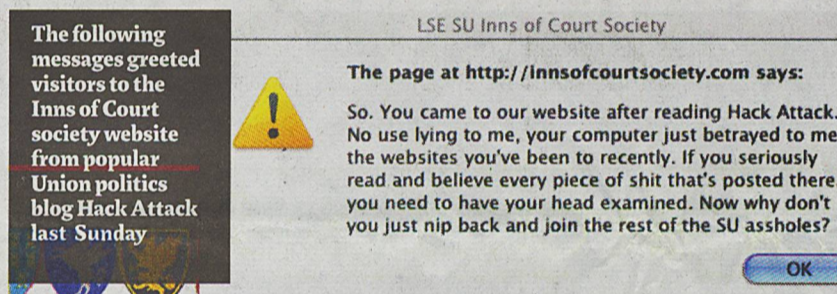 The following
messages greeted
visitors to the
Inns of Court
society website
from popular
Union politics
blog Hack Attack
last Sunday
LSE SU Inns of Court Society
The page at http://innsofcourtsociety.com says:
So. You came to our website after reading Hack Attack.
No use lying to me, your computer just betrayed to me
the websites you've been to recently. If you seriously
read and believe every piece of shit that's posted there
you need to have your head examined. Now why don't
you just nip back and join the rest of the SU assholes?
OK